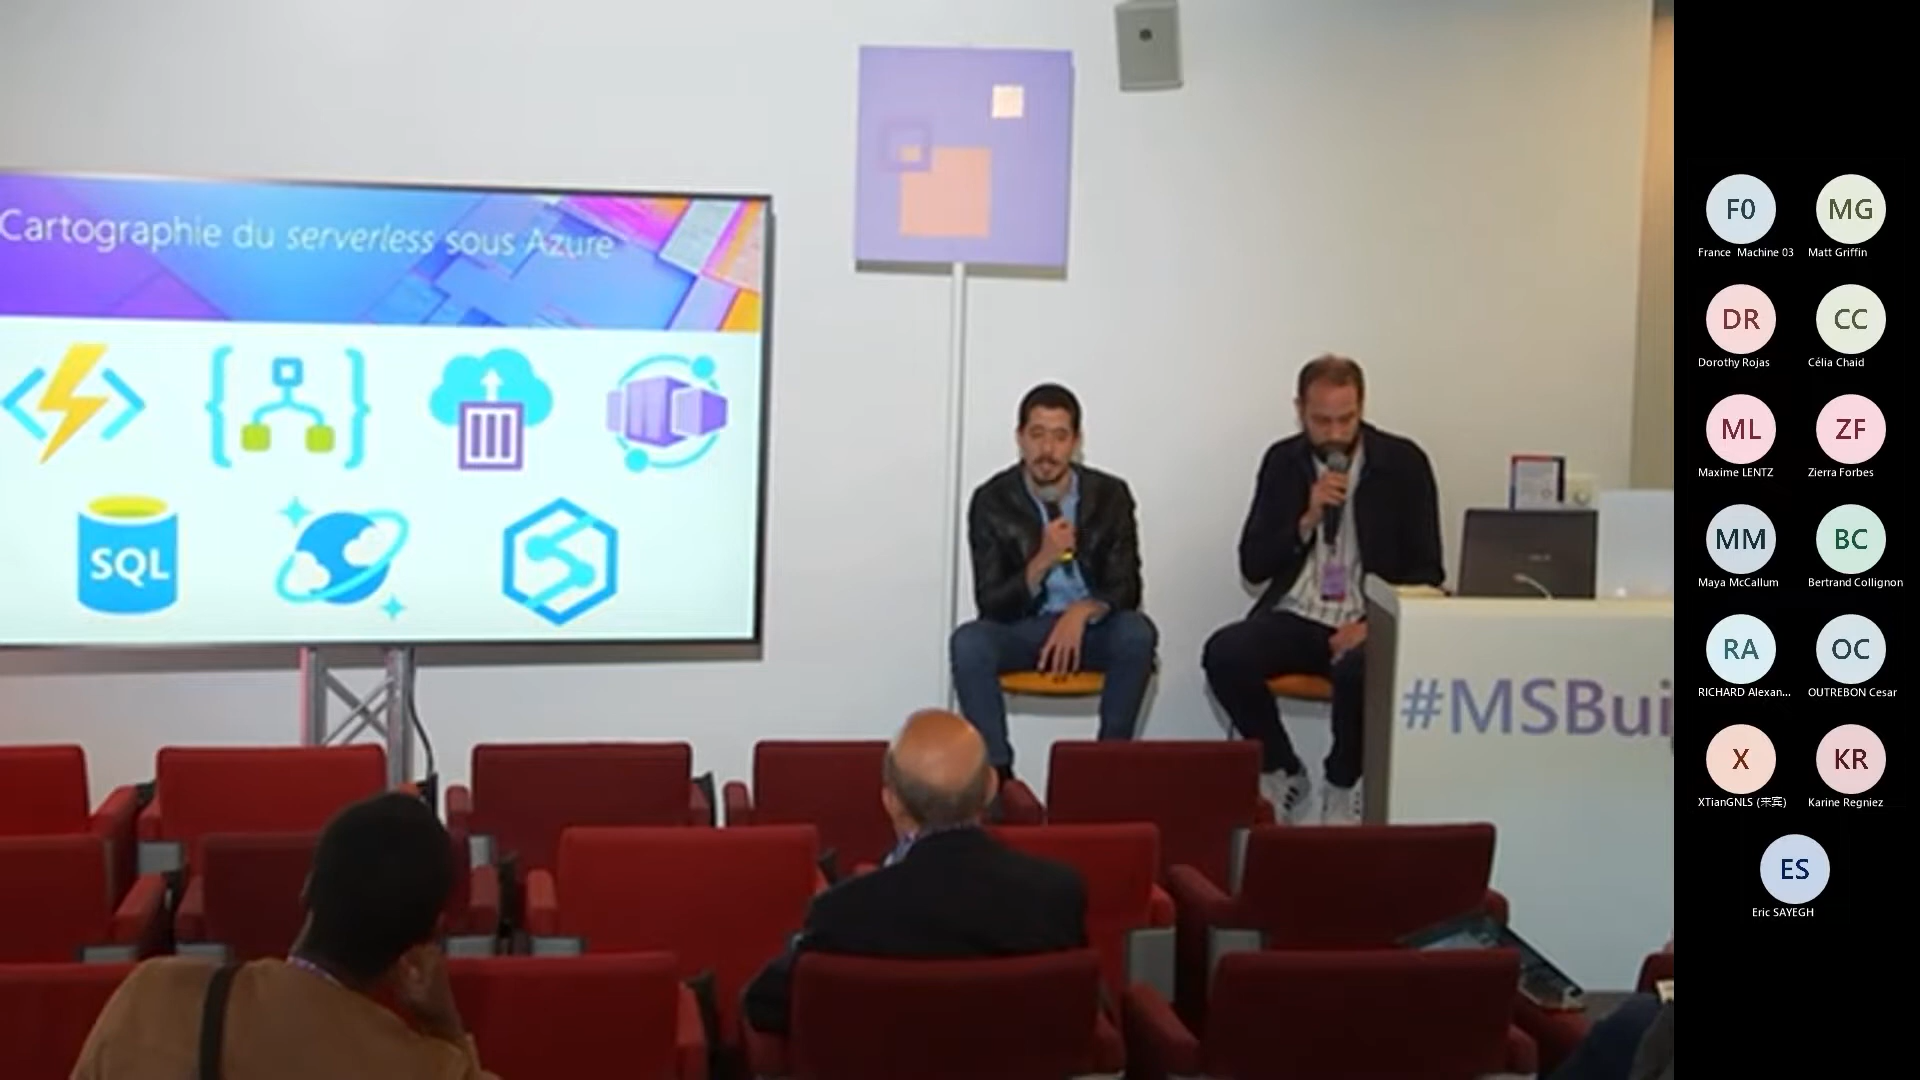 Cartographie du serverless sous Azure
SQL
#MSBui
F0
France Machine 03
MG
Matt Griffin
DR
Dorothy Rojas
CC
Célia Chaid
ML
Maxime LENTZ
ZF
Zierra Forbes
MM
Maya McCallum
BC
Bertrand Collignon
RA
RICHARD Alexan...
OC
OUTREBON Cesar
X
XTianGNLS
KR
Karine Regniez
ES
Eric SAYEGH